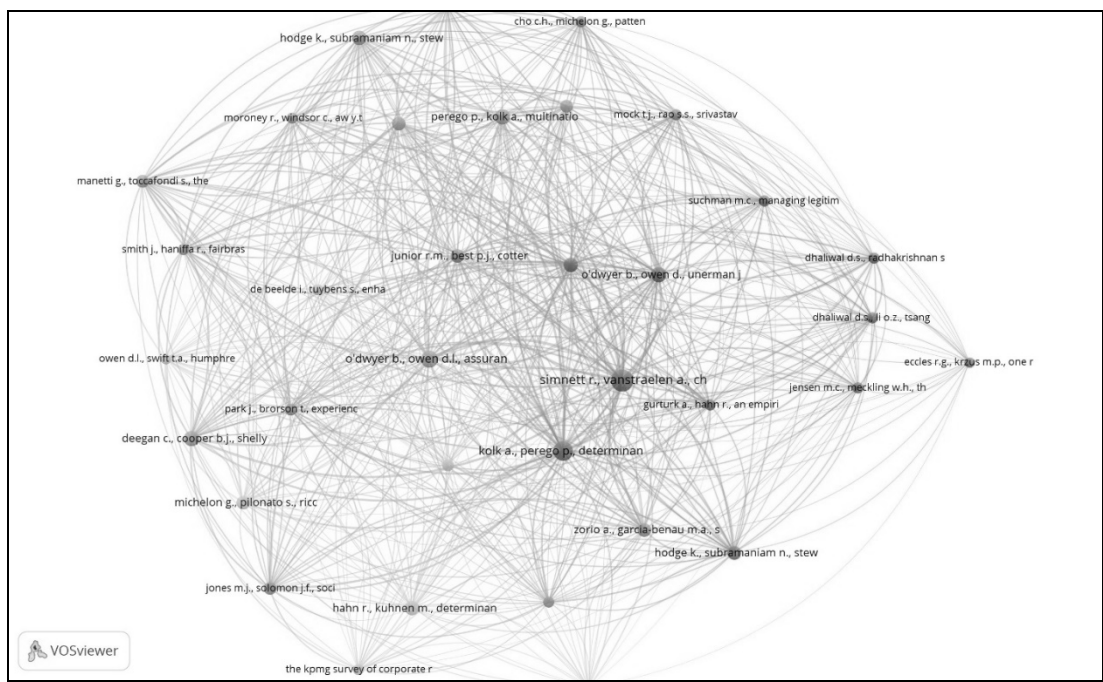 cho c.h., michelon g., patten
hodge k., subramaniam n., stew
moroney r., windsor c., aw y.t
perego p., kolk a., multinatio
mock t.j., rao s.s., srivastav
manetti g., toccafondi s., the
suchman m.c., managing legitim
smith j., haniffa r., fairbras
junior r.m., best p.j., cotter
dhaliwal d.s., radhakrishnan s
o'dwyer b., owen d., unerman j
de beelde i., tuybens s., enha
dhaliwal d.s., li o.z., tsang
owen d.l., swift t.a., humphre
o'dwyer b., owen d.l., assuran
eccles r.g., krzus m.p., one r
simnett r., vanstraelen a., ch
jensen m.c., meckling w.h., th
gurturk a., hahn r., an empiri
park j., brorson t., experienc
deegan c., cooper b.j., shelly
kolk a., perego p., determinan
michelon g., pilonato s., ricc
zorio a., garcia-benau m.a., s
hodge k., subramaniam n., stew
jones m.j., solomon j.f., soci
hahn r., kuhnen m., determinan
VOSviewer
the kpmg survey of corporate r